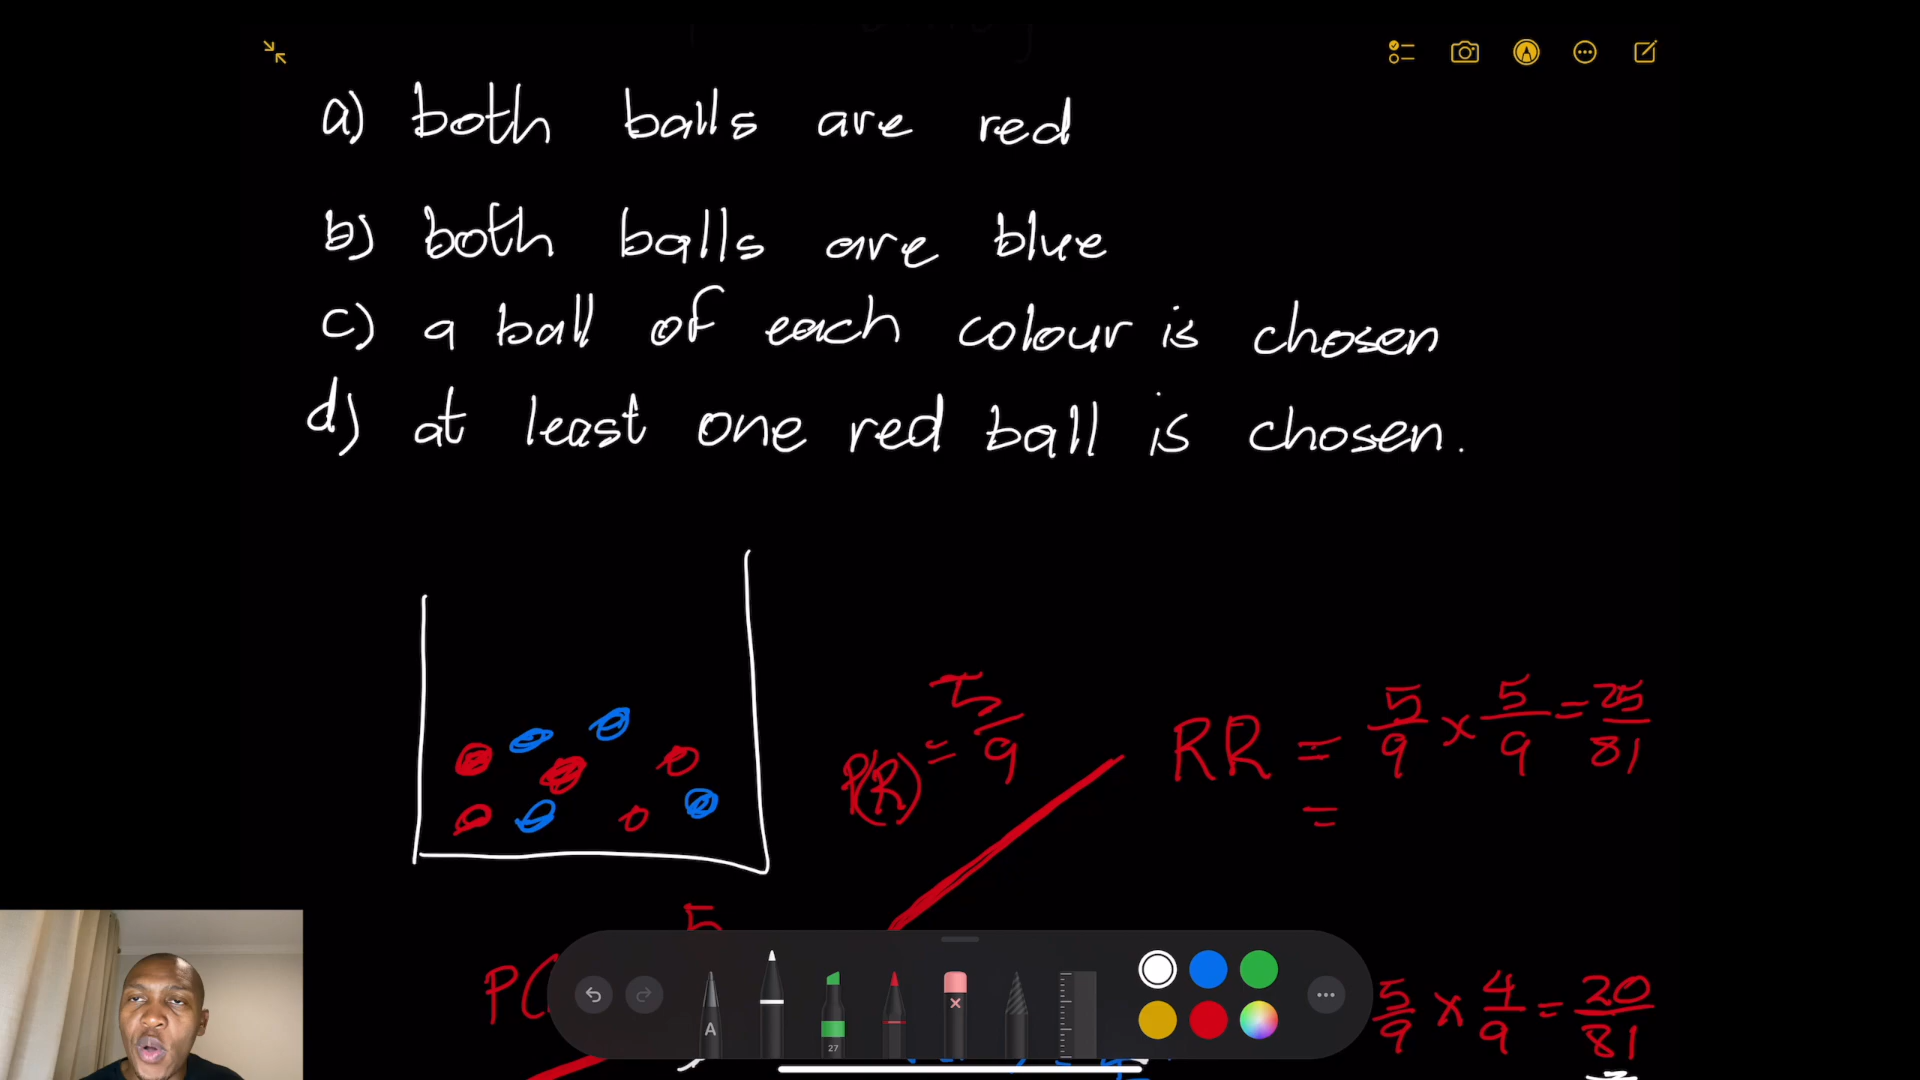 a) both balls are red
b) both balls are blue
c) a ball of each colour is chosen
d) at least one red ball is chosen.
P(R) = 5/9
RR = 5/9 × 5/9 = 25/81
=
5
P(
5/9 × 4/9 = 20/81
A
27